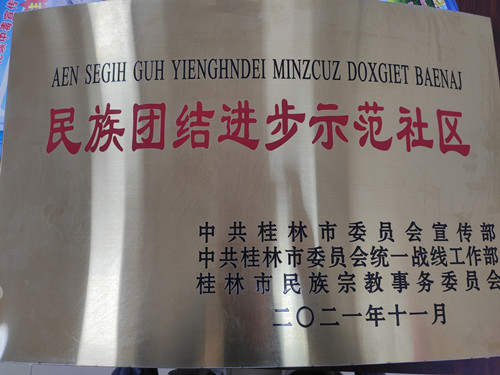 AEN SEGIH GUH YIENGHNDEI MINZCUZ DOXGIET BAENAJ
民族团结进步示范社区
中共桂林市委员会宣传部
中共桂林市委员会统一战线工作部
桂林市民族宗教事务委员会
二〇二一年十一月